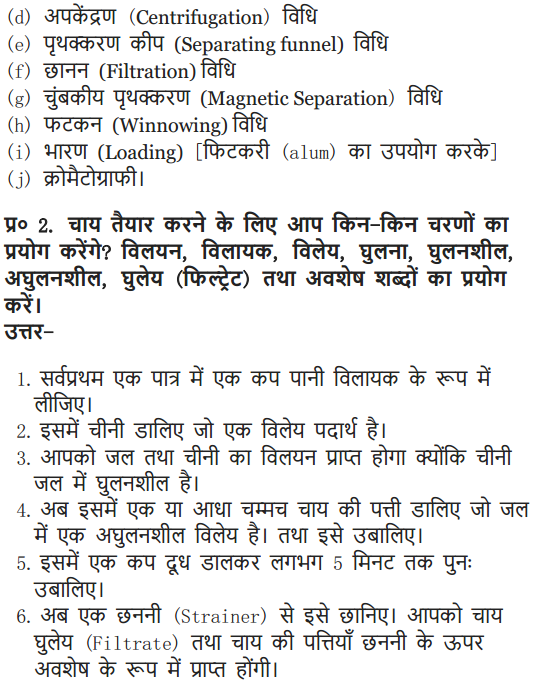 (d) अपकेंद्रण (Centrifugation) विधि
(e) पृथक्करण कीप (Separating funnel) विधि
(f) छानन (Filtration) विधि
(g) चुंबकीय पृथक्करण (Magnetic Separation) विधि
(h) फटकन (Winnowing) विधि
(i) भारण (Loading) [फिटकरी (alum) का उपयोग करके]
(j) क्रोमैटोग्राफी।
प्र० 2. चाय तैयार करने के लिए आप किन-किन चरणों का
प्रयोग करेंगे? विलयन, विलायक, विलेय, घुलना, घुलनशील,
अघुलनशील, घुलेय (फिल्ट्रेट) तथा अवशेष शब्दों का प्रयोग
करें।
उत्तर-
1. सर्वप्रथम एक पात्र में एक कप पानी विलायक के रूप में
लीजिए।
2. इसमें चीनी डालिए जो एक विलेय पदार्थ है।
3. आपको जल तथा चीनी का विलयन प्राप्त होगा क्योंकि चीनी
जल में घुलनशील है।
4. अब इसमें एक या आधा चम्मच चाय की पत्ती डालिए जो जल
में एक अघुलनशील विलेय है। तथा इसे उबालिए।
5. इसमें एक कप दूध डालकर लगभग 5 मिनट तक पुनः
उबालिए।
6. अब एक छननी (Strainer) से इसे छानिए। आपको चाय
घुलेय (Filtrate) तथा चाय की पत्तियाँ छननी के ऊपर
अवशेष के रूप में प्राप्त होंगी।